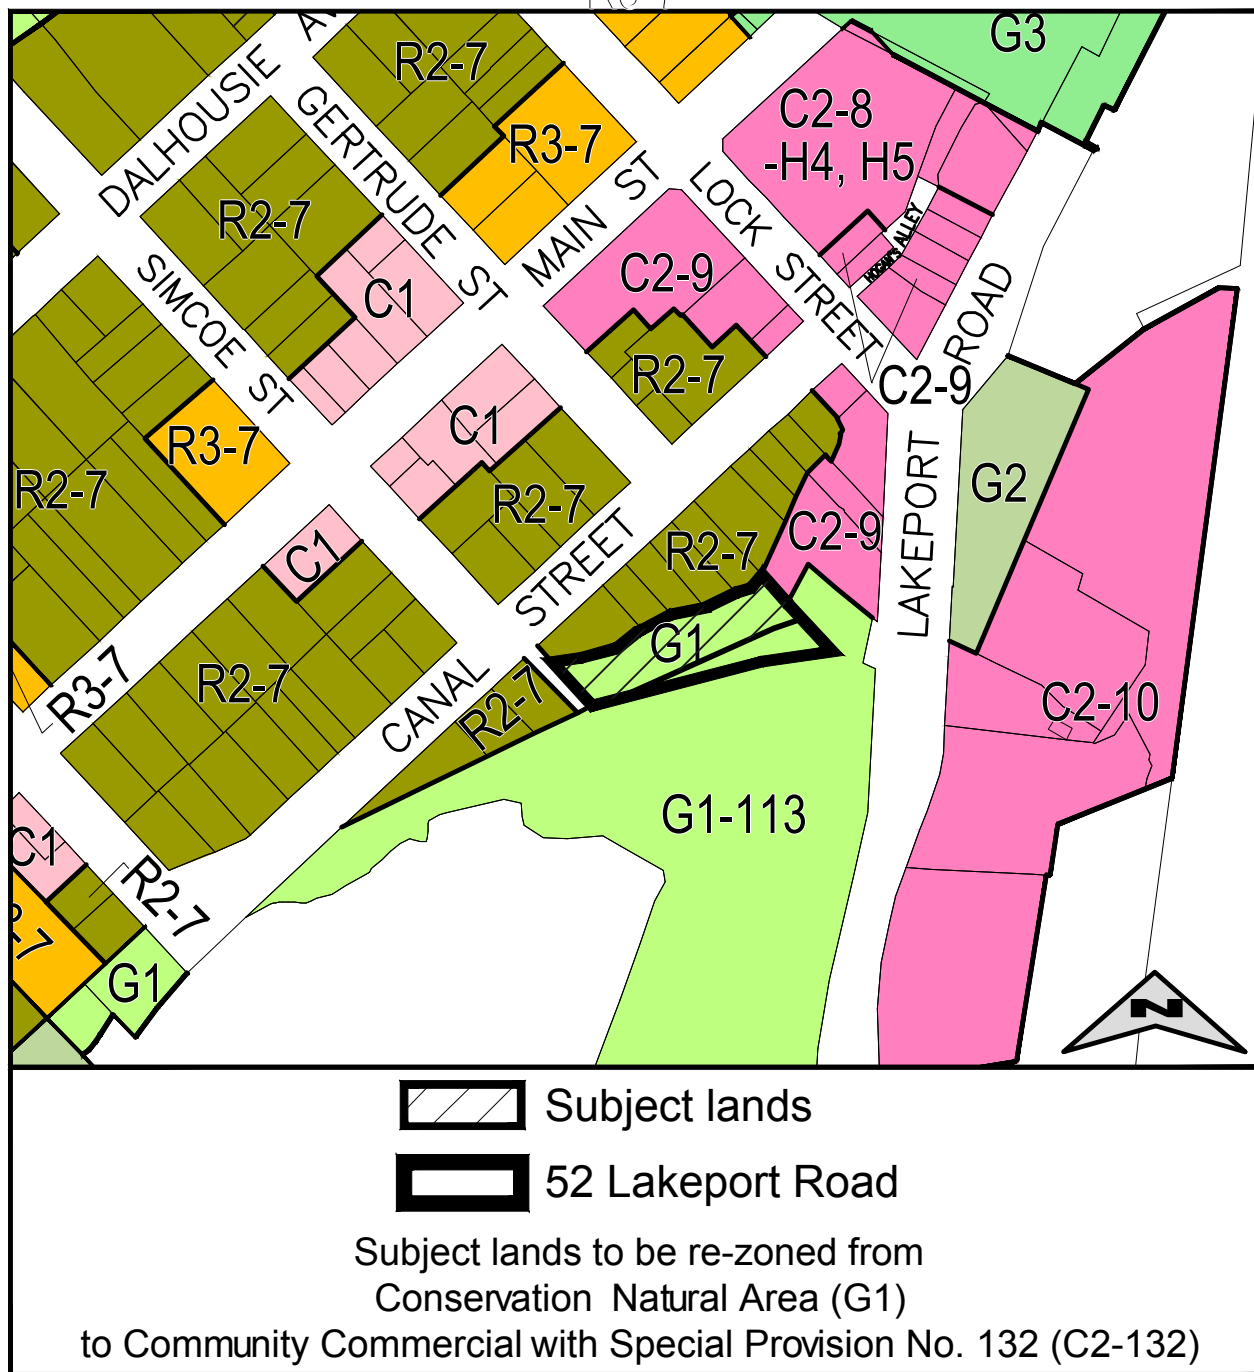 G3
DALHOUSIE AV
R2-7
GERTRUDE ST
R3-7
C2-8
-H4, H5
MAIN ST
LOCK STREET
R2-7
HOGAN'S ALLEY
SIMCOE ST
C1
C2-9
R2-7
C2-9
LAKEPORT ROAD
C1
R3-7
R2-7
G2
R2-7
C2-9
R2-7
C1
CANAL STREET
G1
R2-7
R3-7
R2-7
C2-10
G1-113
C1
R2-7
-7
G1
N
Subject lands
52 Lakeport Road
Subject lands to be re-zoned from
Conservation Natural Area (G1)
to Community Commercial with Special Provision No. 132 (C2-132)